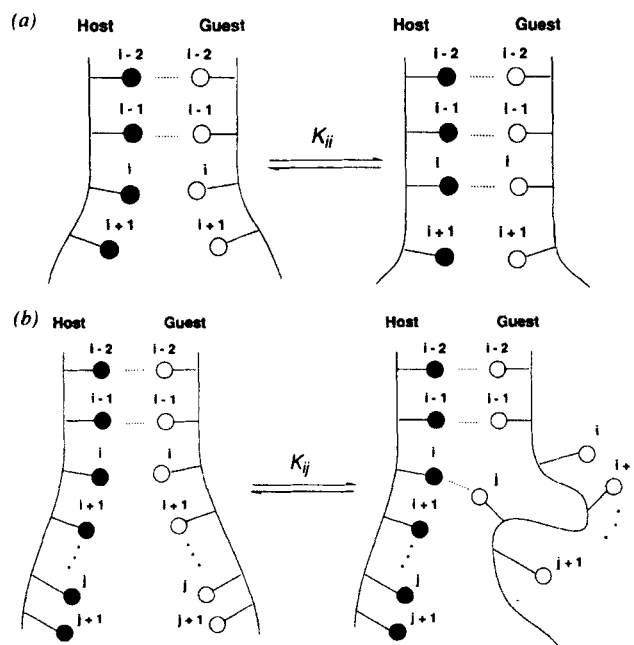 (a)
Host Guest Host Guest
i - 2 i - 2 i - 2 i - 2
i - 1 i - 1 i - 1 i - 1
i i K_ii i i
i + 1 i + 1 i + 1 i + 1
(b)
Host Guest Host Guest
i - 2 i - 2 i - 2 i - 2
i - 1 i - 1 i - 1 i - 1
i i K_ij i j i i +
i + 1 i + 1 i + 1
j j j j + 1
j + 1 j + 1 j + 1